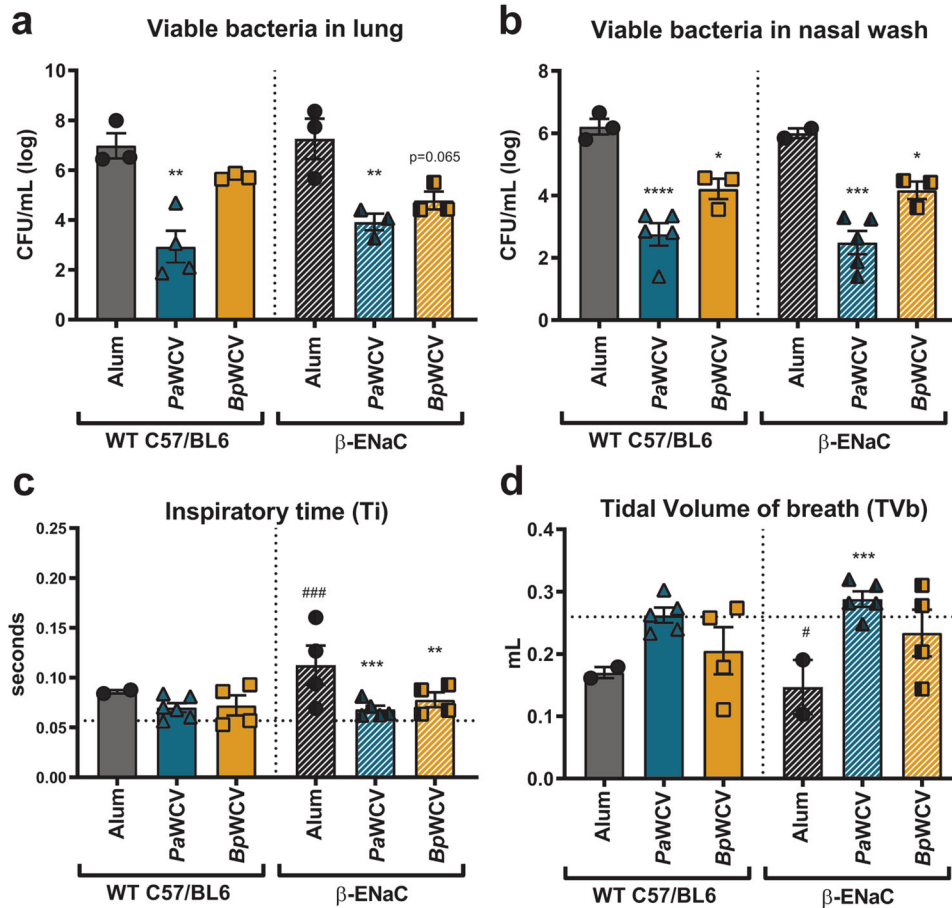 a
Viable bacteria in lung
CFU/mL (log)
10
8
6
4
2
0
**
**
p=0.065
Alum
PaWCV
BpWCV
Alum
PaWCV
BpWCV
WT C57/BL6
β-ENaC
b
Viable bacteria in nasal wash
CFU/mL (log)
8
6
4
2
0
****
*
***
*
Alum
PaWCV
BpWCV
Alum
PaWCV
BpWCV
WT C57/BL6
β-ENaC
c
Inspiratory time (Ti)
seconds
0.25
0.20
0.15
0.10
0.05
0.00
###
***
**
Alum
PaWCV
BpWCV
Alum
PaWCV
BpWCV
WT C57/BL6
β-ENaC
d
Tidal Volume of breath (TVb)
mL
0.4
0.3
0.2
0.1
0.0
#
***
Alum
PaWCV
BpWCV
Alum
PaWCV
BpWCV
WT C57/BL6
β-ENaC